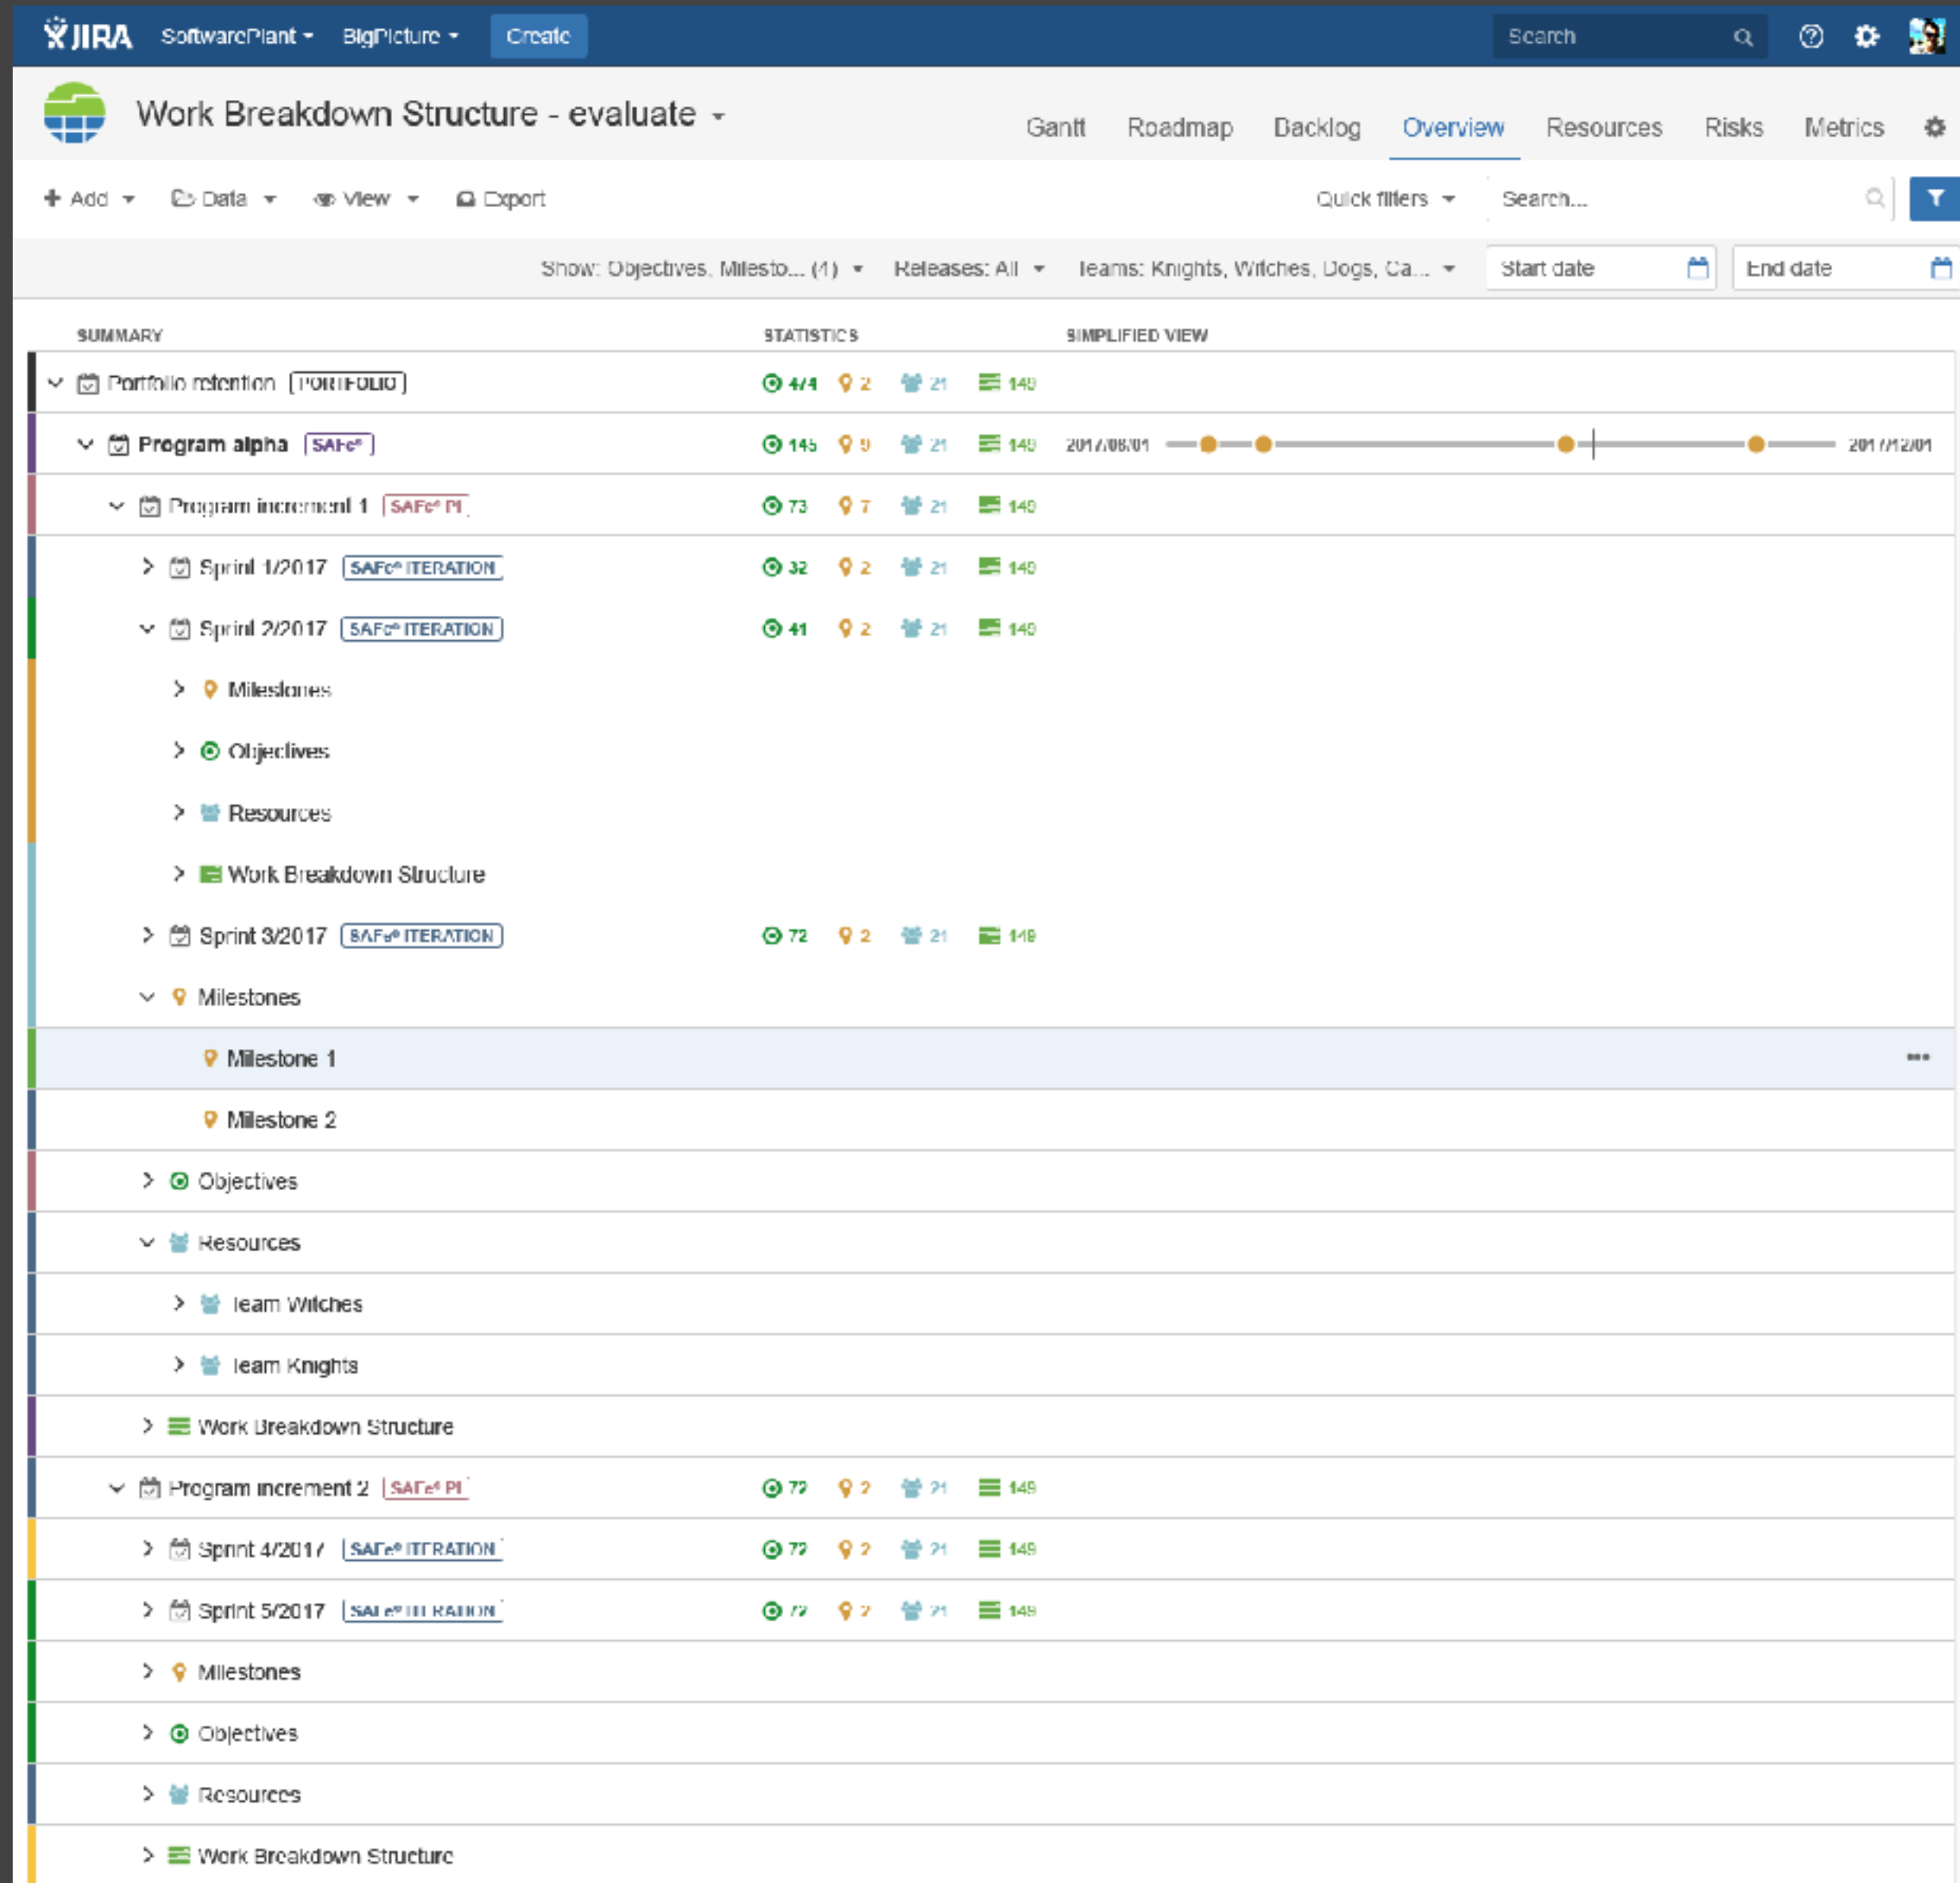 JIRA SoftwarePlant BigPicture Create Search
Work Breakdown Structure - evaluate
Gantt Roadmap Backlog Overview Resources Risks Metrics
Add Data View Export Quick filters Search...
Show: Objectives, Milesto... (4) Releases: All Teams: Knights, Witches, Dogs, Ca... Start date End date
SUMMARY STATISTICS SIMPLIFIED VIEW
Portfolio retention PORTFOLIO 474 2 21 149
Program alpha SAFe® 145 9 21 149 2017/08/01 2017/12/01
Program increment 1 SAFe® PI 73 7 21 149
Sprint 1/2017 SAFe® ITERATION 32 2 21 149
Sprint 2/2017 SAFe® ITERATION 41 2 21 149
Milestones
Objectives
Resources
Work Breakdown Structure
Sprint 3/2017 SAFe® ITERATION 72 2 21 149
Milestones
Milestone 1
Milestone 2
Objectives
Resources
Team Witches
Team Knights
Work Breakdown Structure
Program increment 2 SAFe® PI 72 2 21 149
Sprint 4/2017 SAFe® ITERATION 72 2 21 149
Sprint 5/2017 SAFe® ITERATION 72 2 21 149
Milestones
Objectives
Resources
Work Breakdown Structure